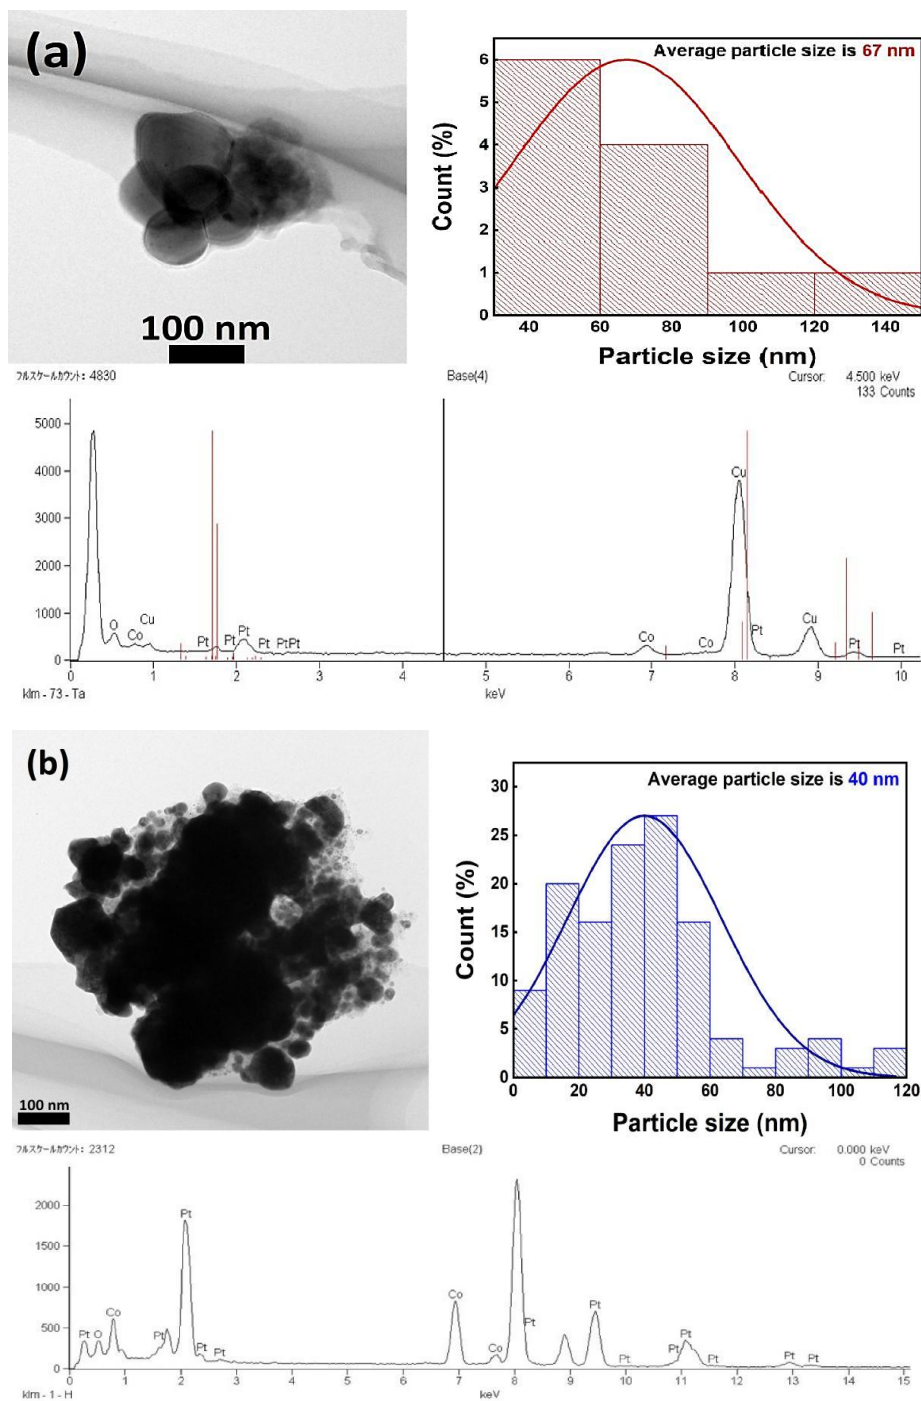 (a)
Average particle size is 67 nm
6
5
4
3
2
1
0
Count (%)
40 60 80 100 120 140
Particle size (nm)
100 nm
フルスケールカウント: 4830 Base(4) Cursor: 4.500 keV
133 Counts
5000
4000
3000
2000
1000
0
O Co Cu Pt Pt Pt Pt PtPt Co Co Cu Pt Cu Pt Pt
0 1 2 3 4 5 6 7 8 9 10
klm - 73 - Ta keV
(b)
Average particle size is 40 nm
30
25
20
15
10
5
0
Count (%)
0 20 40 60 80 100 120
Particle size (nm)
100 nm
フルスケールカウント: 2312 Base(2) Cursor: 0.000 keV
0 Counts
2000
1500
1000
500
0
Pt O Co Pt Pt Pt Pt Co Co Pt Pt Pt Pt Pt Pt Pt Pt
0 1 2 3 4 5 6 7 8 9 10 11 12 13 14 15
klm - 1 - H keV